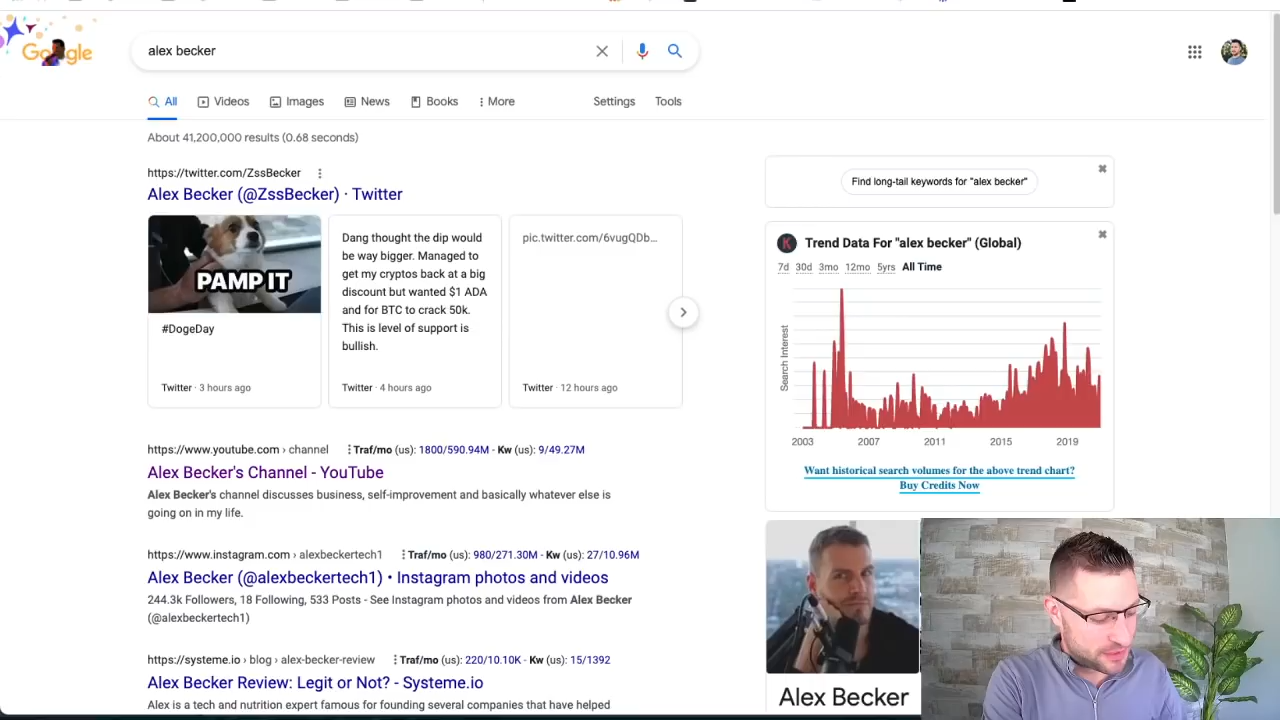 Google
alex becker
All
Videos
Images
News
Books
More
Settings
Tools
About 41,200,000 results (0.68 seconds)
https://twitter.com/ZssBecker
Alex Becker (@ZssBecker) · Twitter
PAMP IT
#DogeDay
Twitter · 3 hours ago
Dang thought the dip would
be way bigger. Managed to
get my cryptos back at a big
discount but wanted $1 ADA
and for BTC to crack 50k.
This is level of support is
bullish.
Twitter · 4 hours ago
pic.twitter.com/6vugQDb...
Twitter · 12 hours ago
https://www.youtube.com › channel
Traf/mo (us): 1800/590.94M - Kw (us): 9/49.27M
Alex Becker's Channel - YouTube
Alex Becker's channel discusses business, self-improvement and basically whatever else is
going on in my life.
https://www.instagram.com › alexbeckertech1
Traf/mo (us): 980/271.30M - Kw (us): 27/10.96M
Alex Becker (@alexbeckertech1) • Instagram photos and videos
244.3k Followers, 18 Following, 533 Posts - See Instagram photos and videos from Alex Becker
(@alexbeckertech1)
https://systeme.io › blog › alex-becker-review
Traf/mo (us): 220/10.10K - Kw (us): 15/1392
Alex Becker Review: Legit or Not? - Systeme.io
Alex is a tech and nutrition expert famous for founding several companies that have helped
Find long-tail keywords for "alex becker"
K
Trend Data For "alex becker" (Global)
7d 30d 3mo 12mo 5yrs All Time
Search Interest
2003 2007 2011 2015 2019
Want historical search volumes for the above trend chart?
Buy Credits Now
Alex Becker